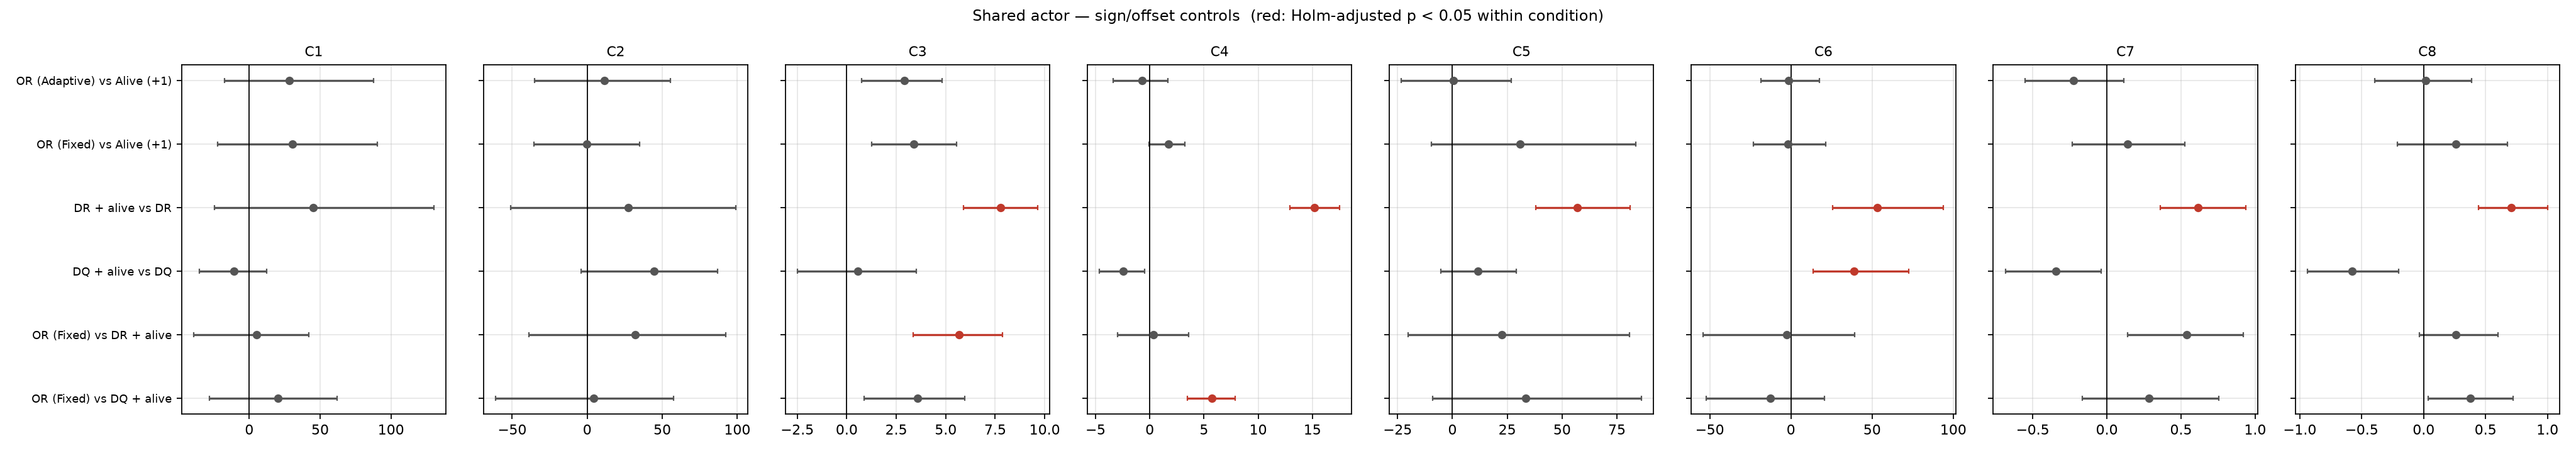 Shared actor — sign/offset controls  (red: Holm-adjusted p < 0.05 within condition)
C1 C2 C3 C4 C5 C6 C7 C8
OR (Adaptive) vs Alive (+1)
OR (Fixed) vs Alive (+1)
DR + alive vs DR
DQ + alive vs DQ
OR (Fixed) vs DR + alive
OR (Fixed) vs DQ + alive
0 50 100 −50 0 50 100 −2.5 0.0 2.5 5.0 7.5 10.0 −5 0 5 10 15 −25 0 25 50 75 −50 0 50 100 −0.5 0.0 0.5 1.0 −1.0 −0.5 0.0 0.5 1.0